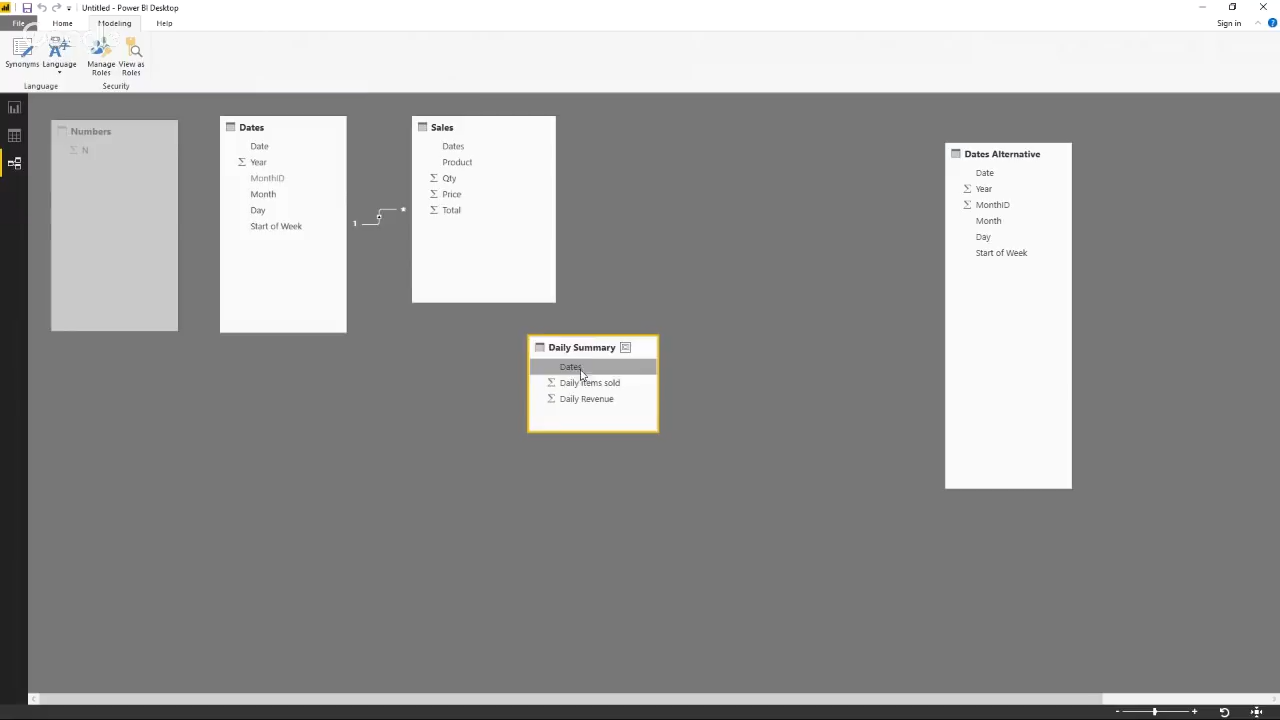 Untitled - Power BI Desktop
File Home Modeling Help
Sign in
Synonyms Language Manage Roles View as Roles
Language Security
Numbers
N
Dates
Date
Year
MonthID
Month
Day
Start of Week
1 *
Sales
Dates
Product
Qty
Price
Total
Daily Summary
Dates
Daily Items sold
Daily Revenue
Dates Alternative
Date
Year
MonthID
Month
Day
Start of Week